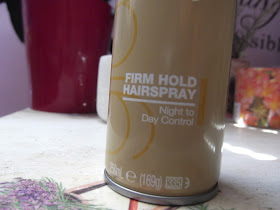 FIRM HOLD
HAIRSPRAY
Night to
Day Control
℮ (169g)